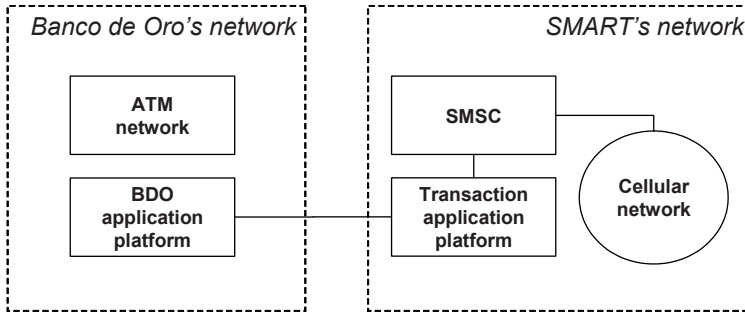 Banco de Oro's network
SMART's network
ATM
network
SMSC
BDO
application
platform
Transaction
application
platform
Cellular
network